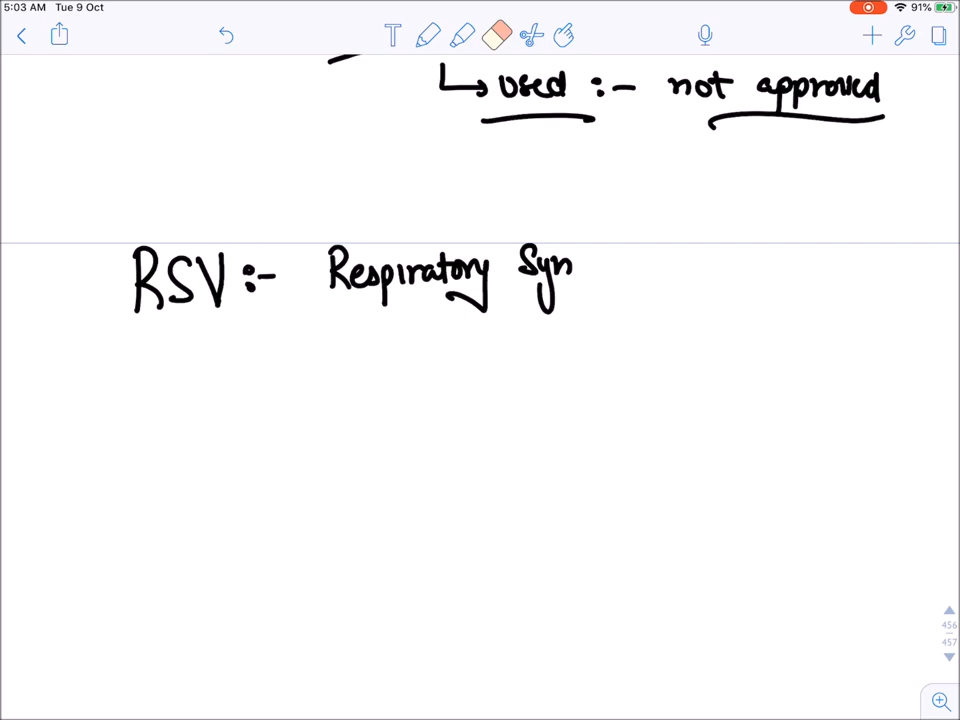 5:03 AM Tue 9 Oct 91%
T
used :- not approved
RSV :- Respiratory Syn
456
457